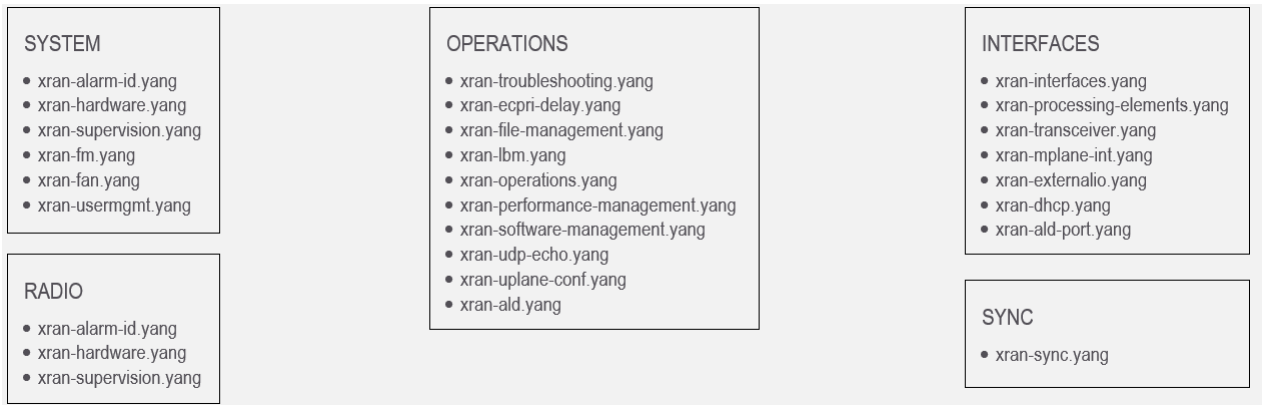 SYSTEM
• xran-alarm-id.yang
• xran-hardware.yang
• xran-supervision.yang
• xran-fm.yang
• xran-fan.yang
• xran-usermgmt.yang
RADIO
• xran-alarm-id.yang
• xran-hardware.yang
• xran-supervision.yang
OPERATIONS
• xran-troubleshooting.yang
• xran-ecpri-delay.yang
• xran-file-management.yang
• xran-lbm.yang
• xran-operations.yang
• xran-performance-management.yang
• xran-software-management.yang
• xran-udp-echo.yang
• xran-uplane-conf.yang
• xran-ald.yang
INTERFACES
• xran-interfaces.yang
• xran-processing-elements.yang
• xran-transceiver.yang
• xran-mplane-int.yang
• xran-externalio.yang
• xran-dhcp.yang
• xran-ald-port.yang
SYNC
• xran-sync.yang